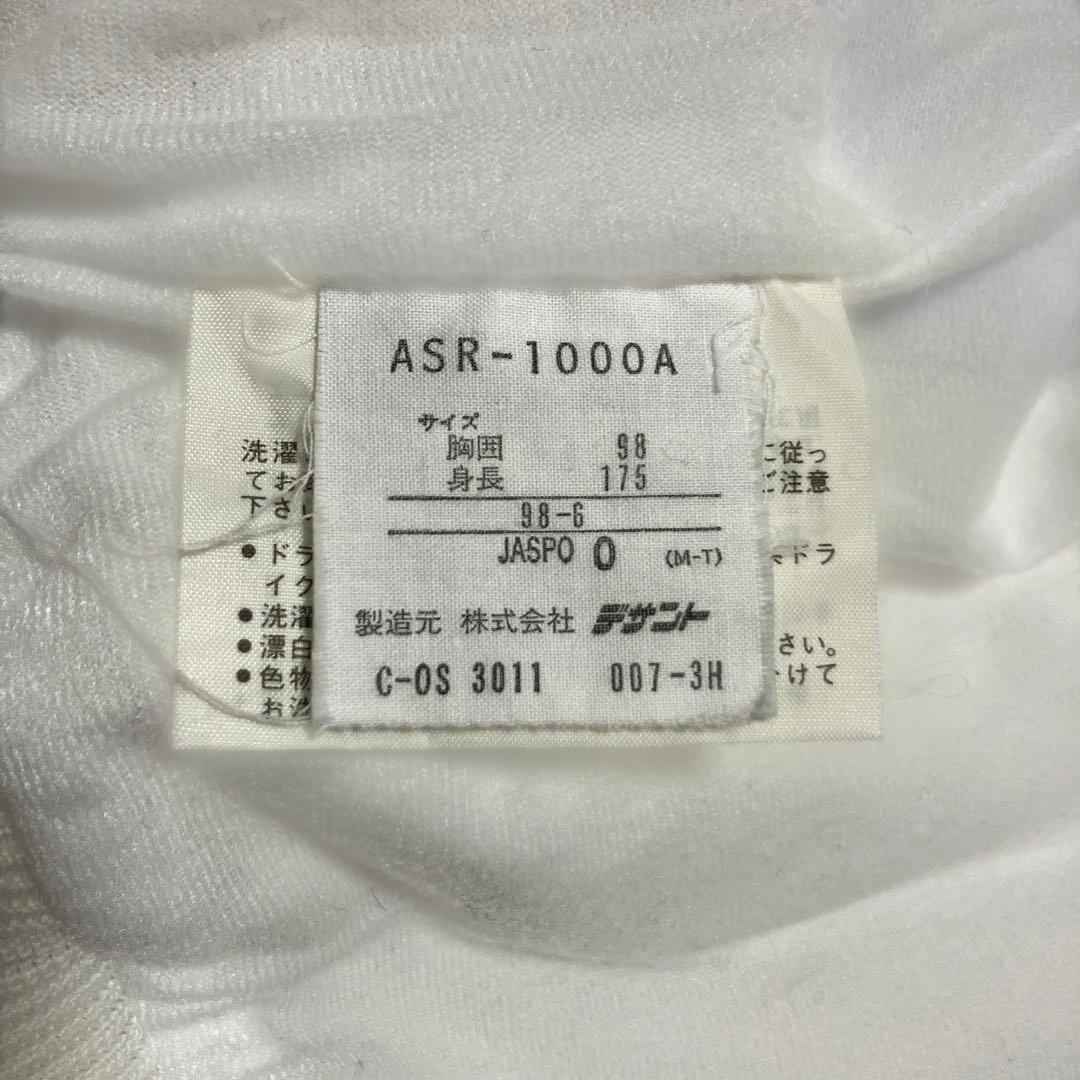 ASR-1000A
サイズ
胸囲 98
身長 175
98-6
JASPO O (M-T)
製造元 株式会社 デサント
C-OS 3011 007-3H
洗濯 に従っ
てお ご注意
下さ
• ドラ ドラ
イク
• 洗濯
• 漂白 さい。
• 色物 けて
お